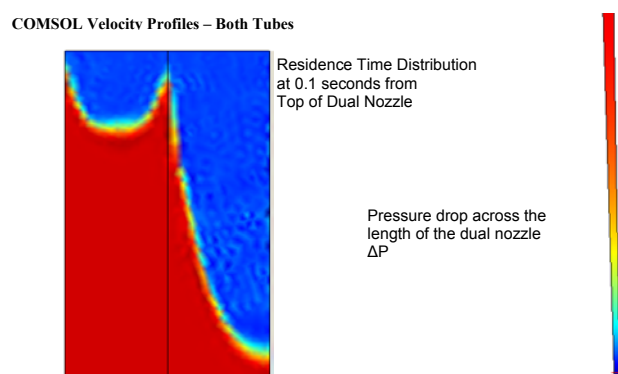 COMSOL Velocity Profiles – Both Tubes
Residence Time Distribution
at 0.1 seconds from
Top of Dual Nozzle
Pressure drop across the
length of the dual nozzle
ΔP